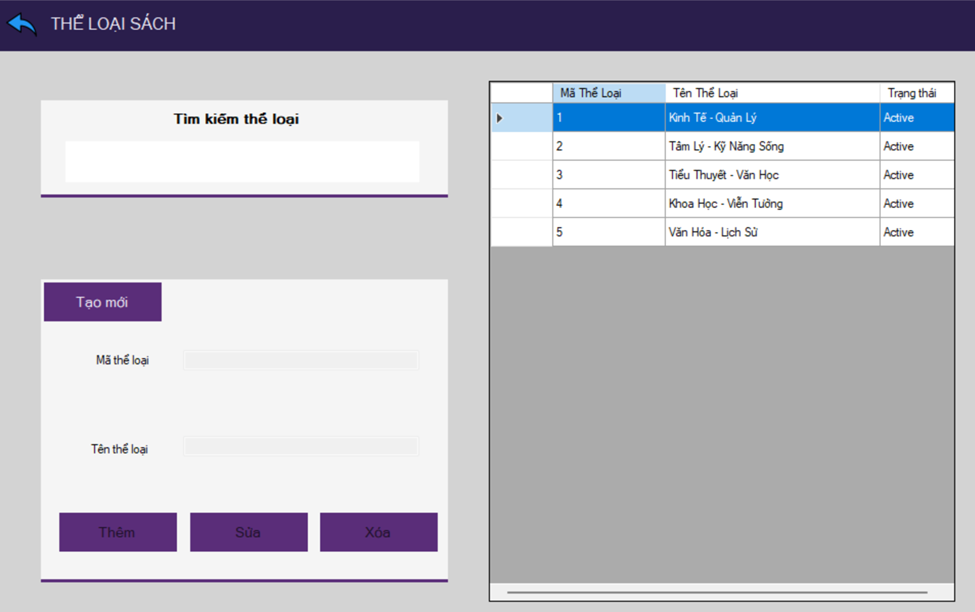 THỂ LOẠI SÁCH
Tìm kiếm thể loại
Tạo mới
Mã thể loại
Tên thể loại
Thêm Sửa Xóa
Mã Thể Loại Tên Thể Loại Trạng thái
1 Kinh Tế - Quản Lý Active
2 Tâm Lý - Kỹ Năng Sống Active
3 Tiểu Thuyết - Văn Học Active
4 Khoa Học - Viễn Tưởng Active
5 Văn Hóa - Lịch Sử Active